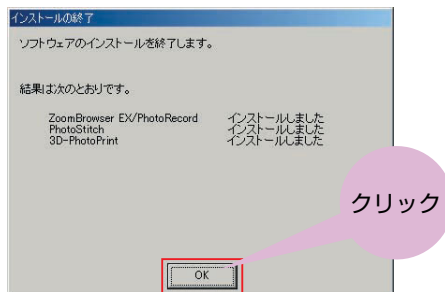 インストールの終了
ソフトウェアのインストールを終了します。
結果は次のとおりです。
ZoomBrowser EX/PhotoRecord インストールしました
PhotoStitch インストールしました
3D-PhotoPrint インストールしました
クリック
OK